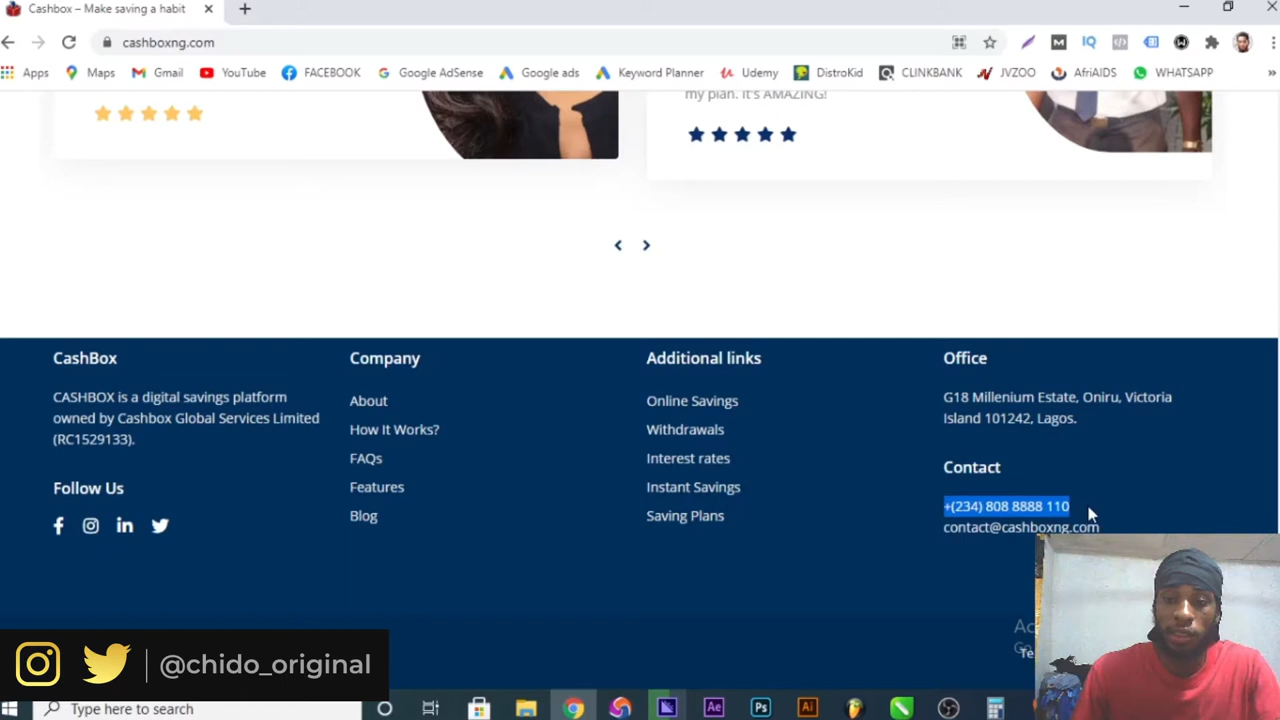 Cashbox – Make saving a habit
cashboxng.com
Apps
Maps
Gmail
YouTube
FACEBOOK
Google AdSense
Google ads
Keyword Planner
Udemy
DistroKid
CLINKBANK
JVZOO
AfriAIDS
WHATSAPP
my plan. It's AMAZING!
CashBox
CASHBOX is a digital savings platform
owned by Cashbox Global Services Limited
(RC1529133).
Follow Us
Company
About
How It Works?
FAQs
Features
Blog
Additional links
Online Savings
Withdrawals
Interest rates
Instant Savings
Saving Plans
Office
G18 Millenium Estate, Oniru, Victoria
Island 101242, Lagos.
Contact
+(234) 808 8888 110
contact@cashboxng.com
@chido_original
Type here to search